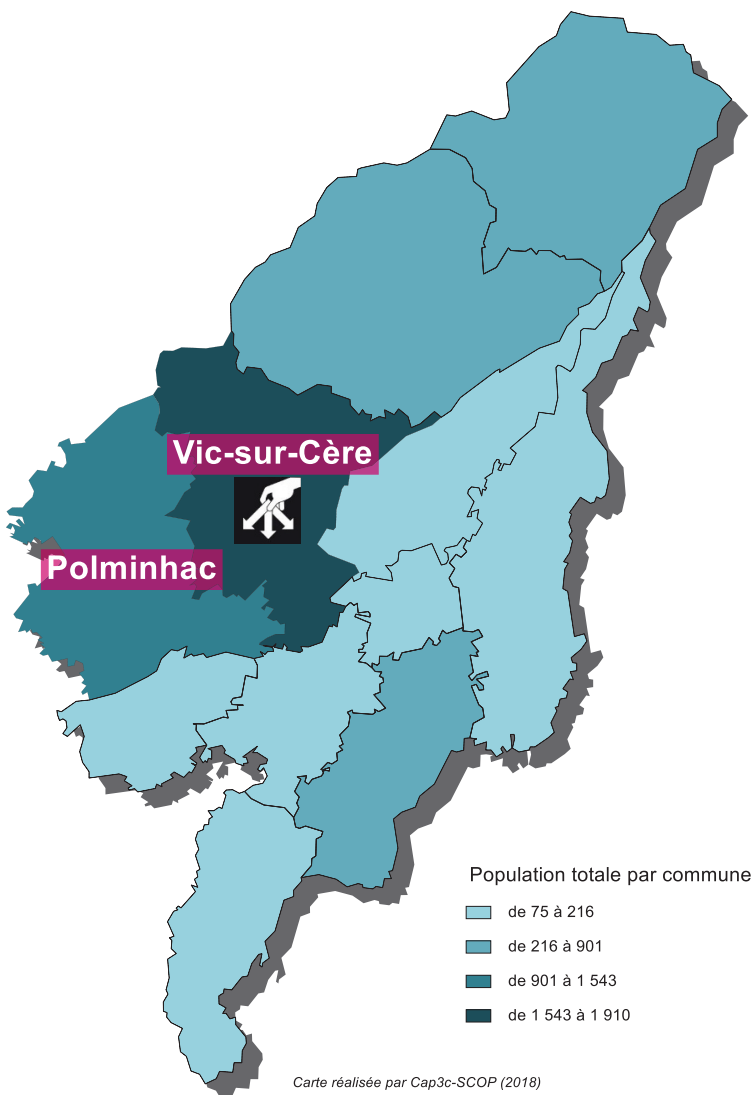 Vic-sur-Cère
Polminhac
Population totale par commune
de 75 à 216
de 216 à 901
de 901 à 1 543
de 1 543 à 1 910
Carte réalisée par Cap3c-SCOP (2018)